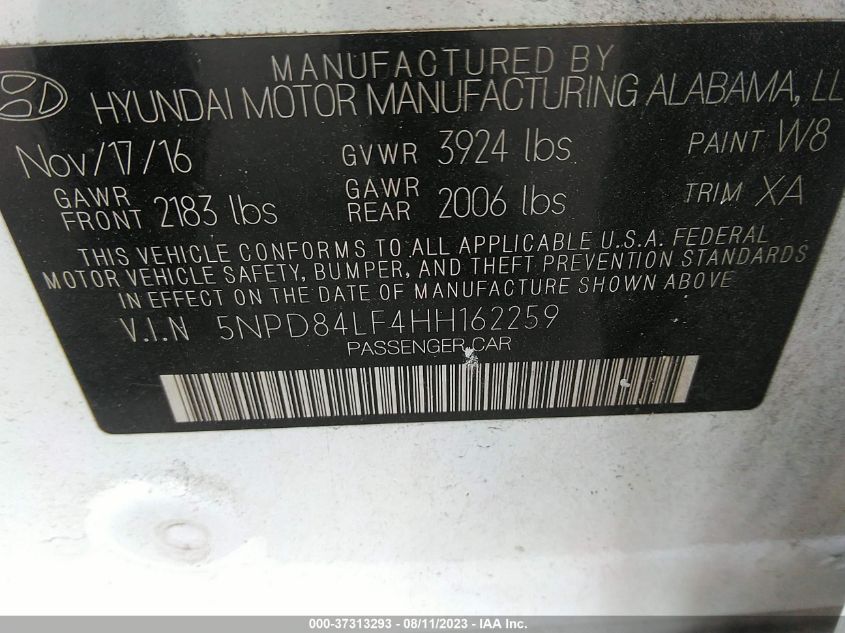 MANUFACTURED BY
HYUNDAI MOTOR MANUFACTURING ALABAMA, LL
Nov/17/16 GVWR 3924 lbs PAINT W8
GAWR FRONT 2183 lbs GAWR REAR 2006 lbs TRIM XA
THIS VEHICLE CONFORMS TO ALL APPLICABLE U.S.A. FEDERAL
MOTOR VEHICLE SAFETY, BUMPER, AND THEFT PREVENTION STANDARDS
IN EFFECT ON THE DATE OF MANUFACTURE SHOWN ABOVE
V.I.N 5NPD84LF4HH162259
PASSENGER CAR
000-37313293 - 08/11/2023 - IAA Inc.